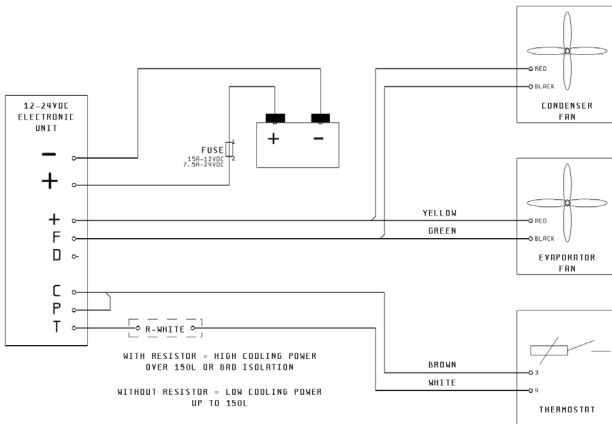 12-24VDC
ELECTRONIC
UNIT
-
+
+
F
D
C
P
T
FUSE
15A-12VDC
7.5A-24VDC
1
2
+ -
RED
BLACK
CONDENSER
FAN
YELLOW
GREEN
RED
BLACK
EVAPORATOR
FAN
R-WHITE
WITH RESISTOR = HIGH COOLING POWER
OVER 150L OR BAD ISOLATION
WITHOUT RESISTOR = LOW COOLING POWER
UP TO 150L
BROWN
WHITE
3
4
THERMOSTAT